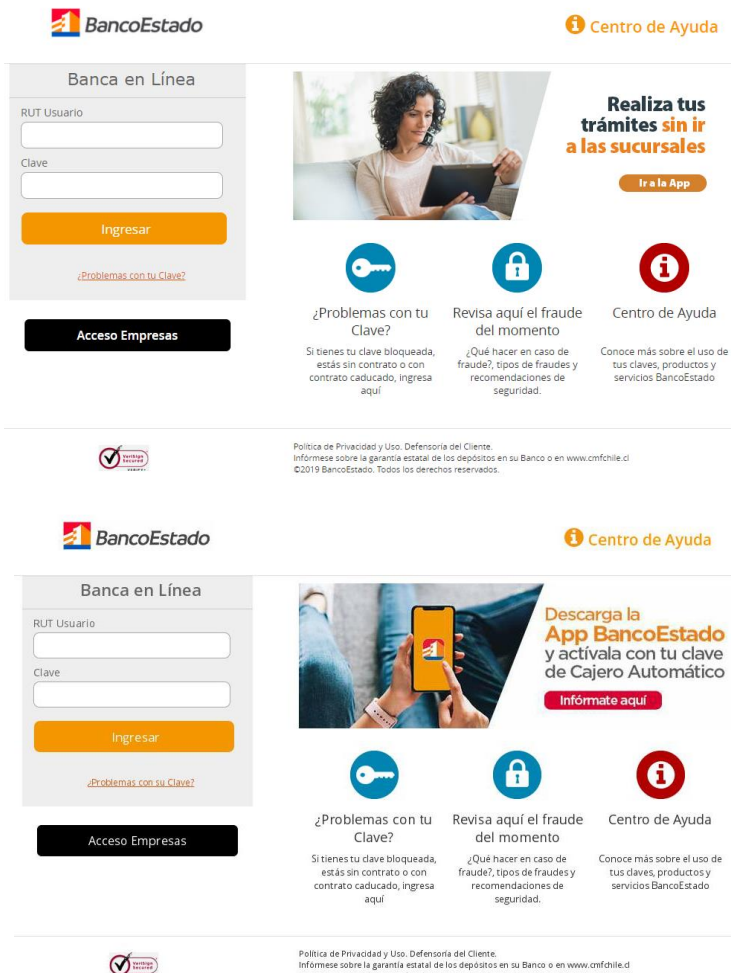 BancoEstado
Centro de Ayuda
Banca en Línea
RUT Usuario
Clave
Ingresar
¿Problemas con tu Clave?
Acceso Empresas
Realiza tus
trámites sin ir
a las sucursales
Ir a la App
¿Problemas con tu
Clave?
Si tienes tu clave bloqueada,
estás sin contrato o con
contrato caducado, ingresa
aquí
Revisa aquí el fraude
del momento
¿Qué hacer en caso de
fraude?, tipos de fraudes y
recomendaciones de
seguridad.
Centro de Ayuda
Conoce más sobre el uso de
tus claves, productos y
servicios BancoEstado
VeriSign
Secured
Política de Privacidad y Uso. Defensoría del Cliente.
Infórmese sobre la garantía estatal de los depósitos en su Banco o en www.cmfchile.cl
©2019 BancoEstado. Todos los derechos reservados.
BancoEstado
Centro de Ayuda
Banca en Línea
RUT Usuario
Clave
Ingresar
¿Problemas con su Clave?
Acceso Empresas
Descarga la
App BancoEstado
y actívala con tu clave
de Cajero Automático
Infórmate aquí
¿Problemas con tu
Clave?
Si tienes tu clave bloqueada,
estás sin contrato o con
contrato caducado, ingresa
aquí
Revisa aquí el fraude
del momento
¿Qué hacer en caso de
fraude?, tipos de fraudes y
recomendaciones de
seguridad.
Centro de Ayuda
Conoce más sobre el uso de
tus claves, productos y
servicios BancoEstado
VeriSign
Secured
Política de Privacidad y Uso. Defensoría del Cliente.
Infórmese sobre la garantía estatal de los depósitos en su Banco o en www.cmfchile.cl